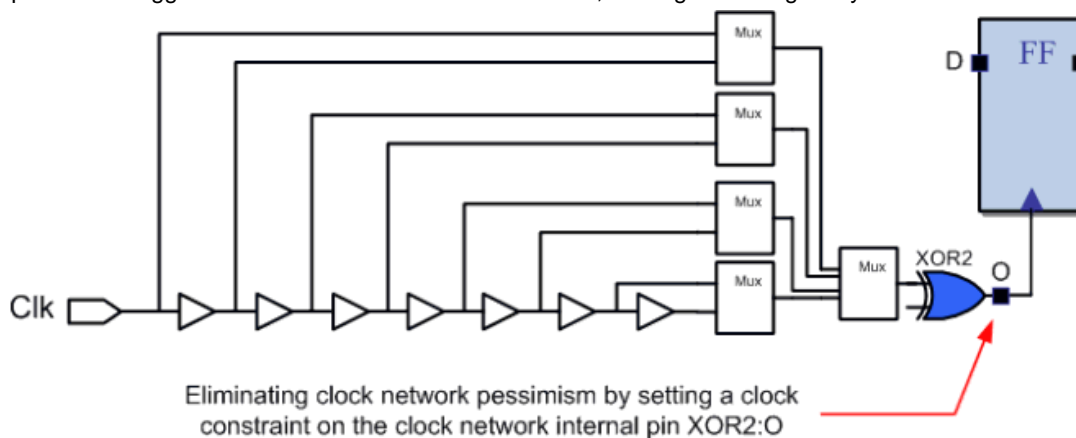 Mux
FF
D
Mux
Mux
Mux
Mux
XOR2
O
Clk
Eliminating clock network pessimism by setting a clock
constraint on the clock network internal pin XOR2:O